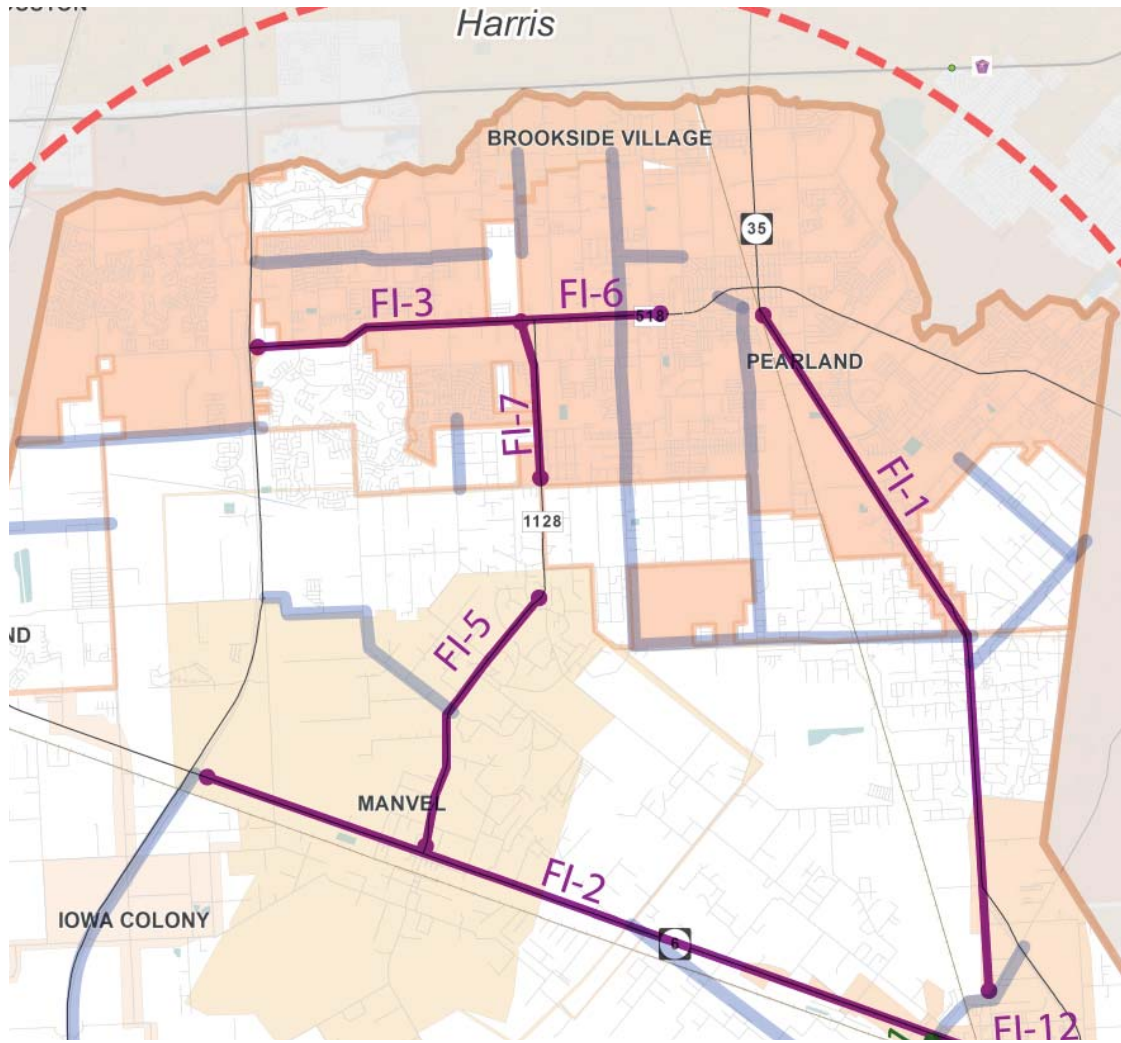 Harris
BROOKSIDE VILLAGE
35
FI-3
FI-6
518
PEARLAND
FI-7
FI-1
1128
ND
FI-5
MANVEL
FI-2
IOWA COLONY
6
FI-12